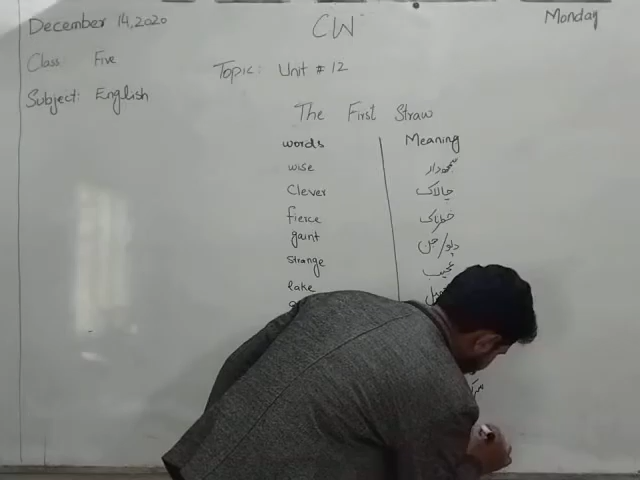 December 14,2020 CW Monday
Class: Five
Topic: Unit # 12
Subject: English
The First Straw
words Meaning
wise سمجھدار
Clever چالاک
fierce خطرناک
gaint دیو/جن
strange عجیب
lake